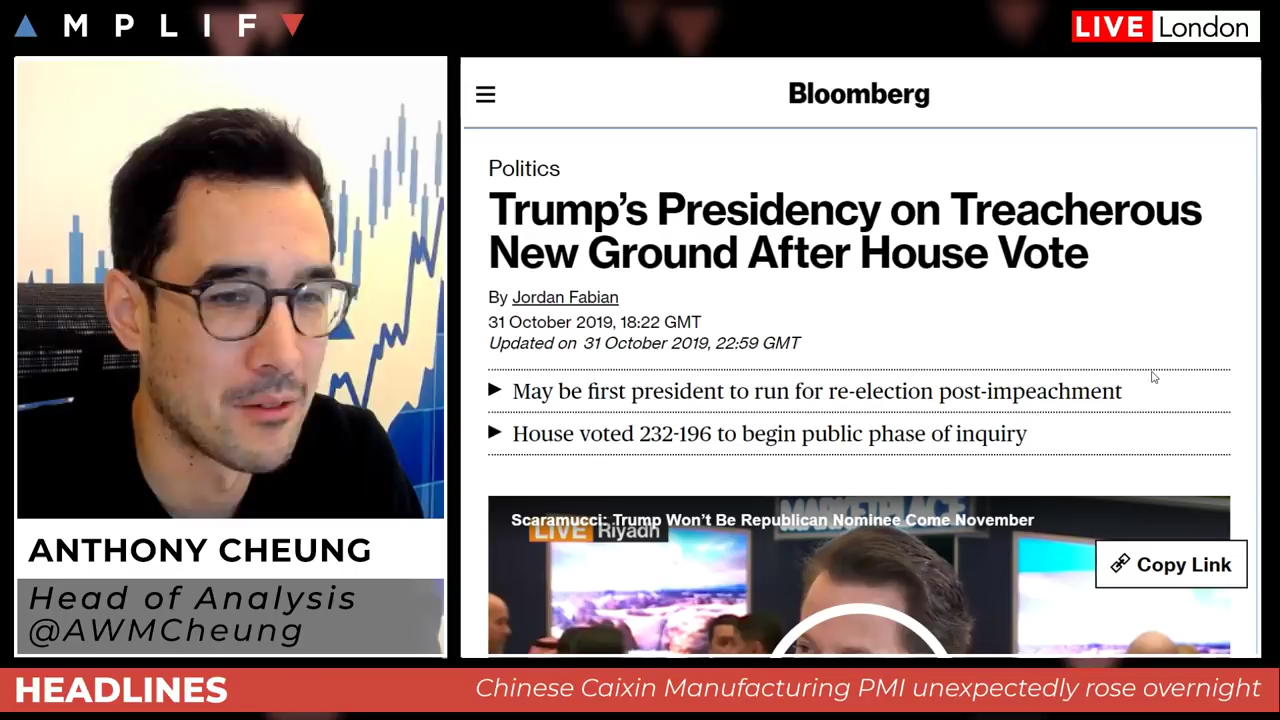 AMPLIFY
LIVE London
Bloomberg
Politics
Trump's Presidency on Treacherous
New Ground After House Vote
By Jordan Fabian
31 October 2019, 18:22 GMT
Updated on 31 October 2019, 22:59 GMT
May be first president to run for re-election post-impeachment
House voted 232-196 to begin public phase of inquiry
MARKETPLACE
Scaramucci: Trump Won't Be Republican Nominee Come November
LIVE Riyadh
Copy Link
ANTHONY CHEUNG
Head of Analysis
@AWMCheung
HEADLINES
Chinese Caixin Manufacturing PMI unexpectedly rose overnight